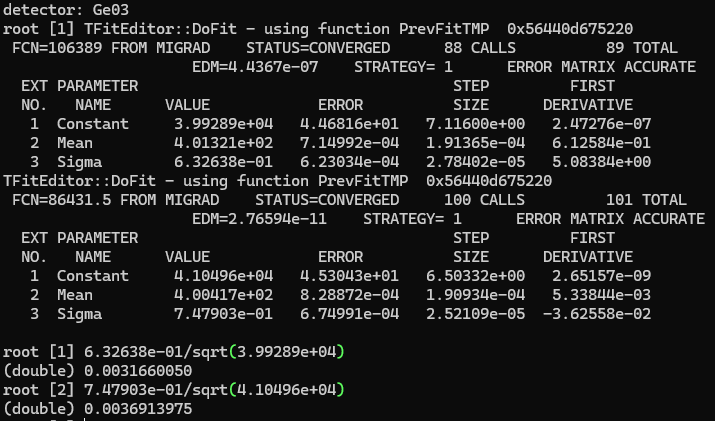 detector: Ge03
root [1] TFitEditor::DoFit - using function PrevFitTMP 0x56440d675220
FCN=106389 FROM MIGRAD STATUS=CONVERGED 88 CALLS 89 TOTAL
EDM=4.4367e-07 STRATEGY= 1 ERROR MATRIX ACCURATE
EXT PARAMETER STEP FIRST
NO. NAME VALUE ERROR SIZE DERIVATIVE
1 Constant 3.99289e+04 4.46816e+01 7.11600e+00 2.47276e-07
2 Mean 4.01321e+02 7.14992e-04 1.91365e-04 6.12584e-01
3 Sigma 6.32638e-01 6.23034e-04 2.78402e-05 5.08384e+00
TFitEditor::DoFit - using function PrevFitTMP 0x56440d675220
FCN=86431.5 FROM MIGRAD STATUS=CONVERGED 100 CALLS 101 TOTAL
EDM=2.76594e-11 STRATEGY= 1 ERROR MATRIX ACCURATE
EXT PARAMETER STEP FIRST
NO. NAME VALUE ERROR SIZE DERIVATIVE
1 Constant 4.10496e+04 4.53043e+01 6.50332e+00 2.65157e-09
2 Mean 4.00417e+02 8.28872e-04 1.90934e-04 5.33844e-03
3 Sigma 7.47903e-01 6.74991e-04 2.52109e-05 -3.62558e-02
root [1] 6.32638e-01/sqrt(3.99289e+04)
(double) 0.0031660050
root [2] 7.47903e-01/sqrt(4.10496e+04)
(double) 0.0036913975